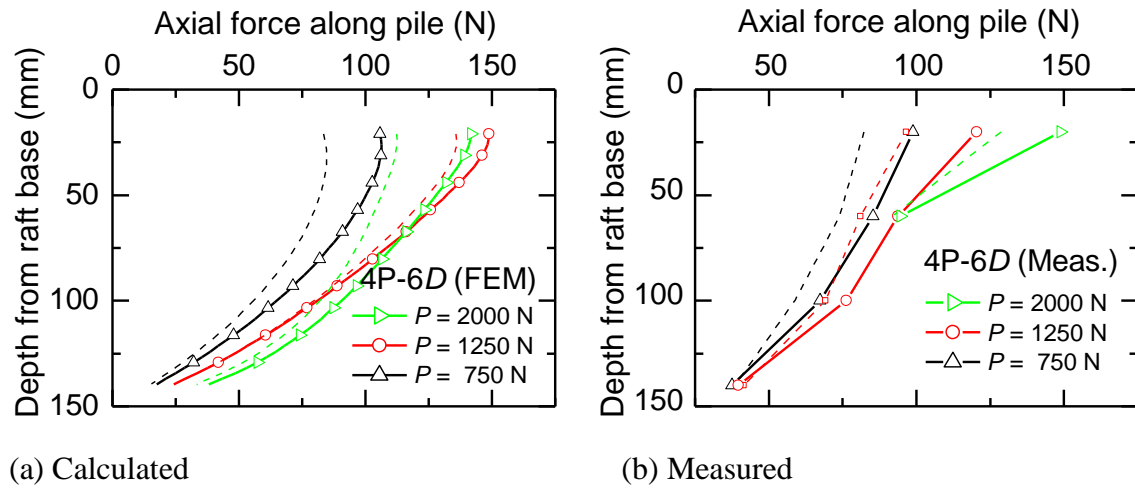 Axial force along pile (N)
0 50 100 150
Depth from raft base (mm)
0
50
100
150
4P-6D (FEM)
P = 2000 N
P = 1250 N
P = 750 N
(a) Calculated
Axial force along pile (N)
50 100 150
Depth from raft base (mm)
0
50
100
150
4P-6D (Meas.)
P = 2000 N
P = 1250 N
P = 750 N
(b) Measured